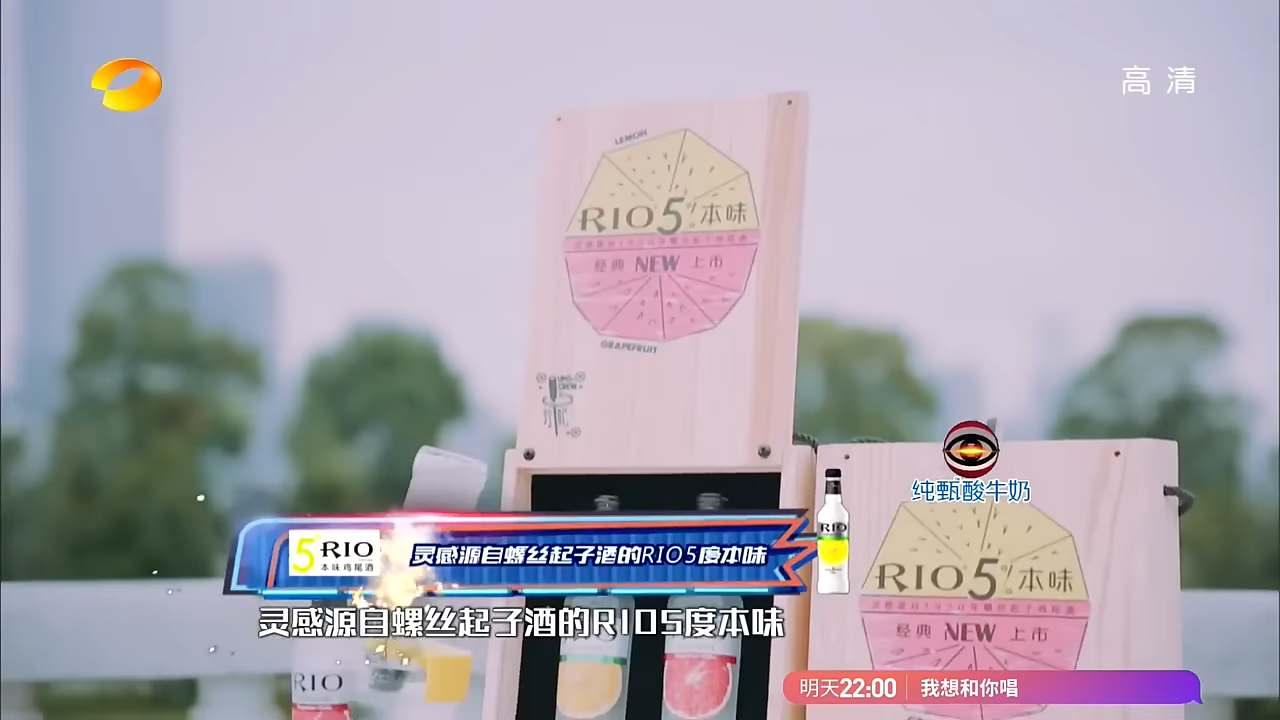 高清
LEMON
RIO 5%! 本味
经典 NEW 上市
GRAPEFRUIT
纯甄酸牛奶
RIO
5 RIO
本味鸡尾酒
灵感源自螺丝起子酒的RIO5度本味
灵感源自螺丝起子酒的RIO5度本味
RIO 5%! 本味
经典 NEW 上市
RIO
明天22:00 我想和你唱